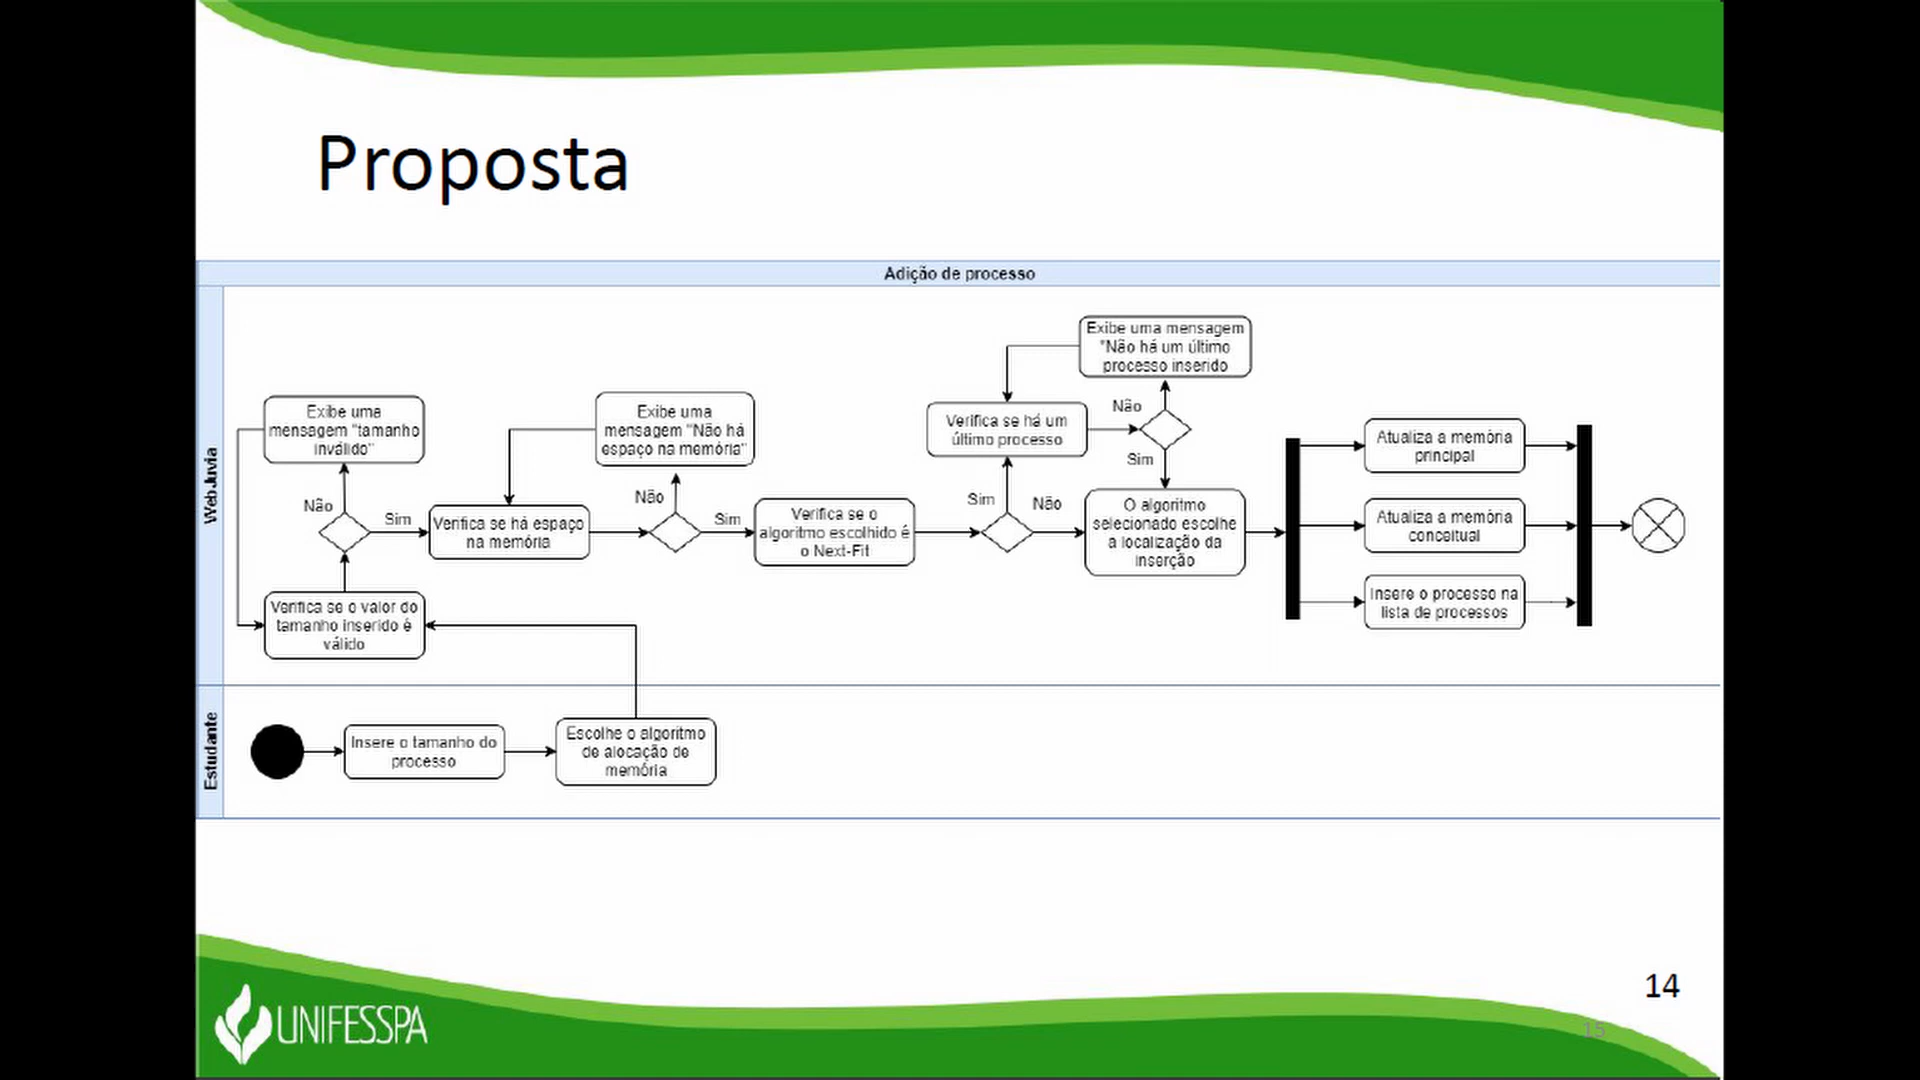 Proposta
Adição de processo
WebJuvia
Exibe uma mensagem
"Não há um último
processo inserido
Exibe uma
mensagem "tamanho
inválido"
Exibe uma
mensagem "Não há
espaço na memória"
Verifica se há um
último processo
Não
Sim
Atualiza a memória
principal
Não
Sim
Verifica se há espaço
na memória
Não
Sim
Verifica se o
algoritmo escolhido é
o Next-Fit
Sim
Não
O algoritmo
selecionado escolhe
a localização da
inserção
Atualiza a memória
conceitual
Insere o processo na
lista de processos
Verifica se o valor do
tamanho inserido é
válido
Estudante
Insere o tamanho do
processo
Escolhe o algoritmo
de alocação de
memória
14
15
UNIFESSPA